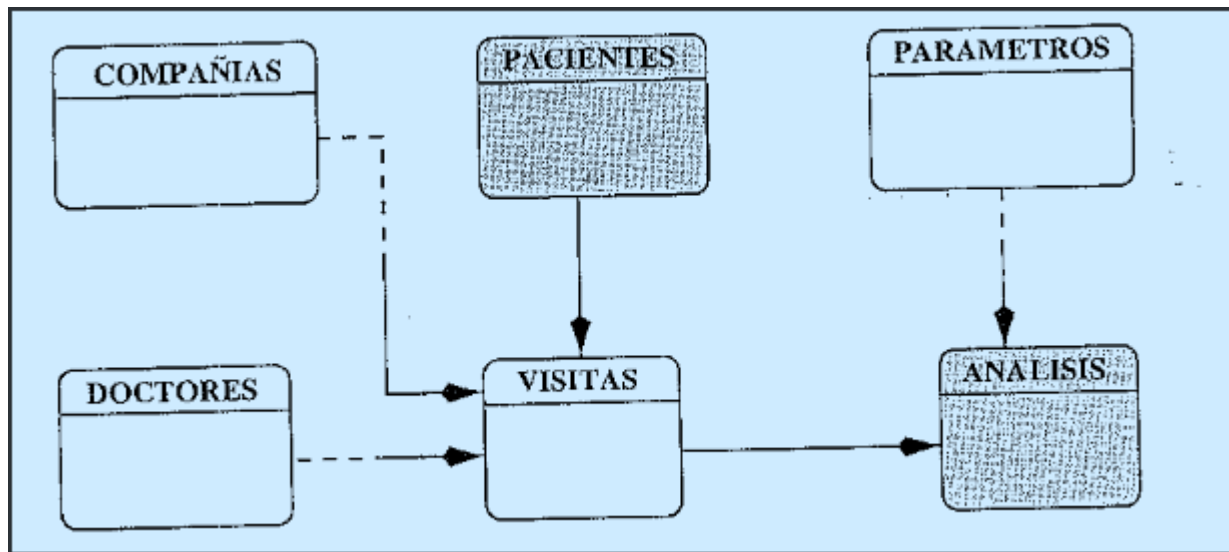 COMPAÑIAS
PACIENTES
PARAMETROS
DOCTORES
VISITAS
ANALISIS